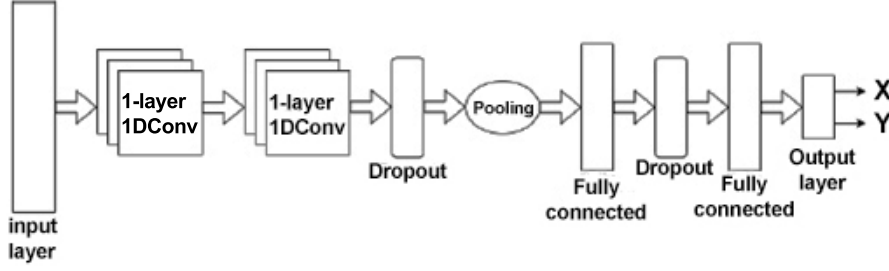 input
layer
1-layer
1DConv
1-layer
1DConv
Dropout
Pooling
Fully
connected
Dropout
Fully
connected
Output
layer
X
Y